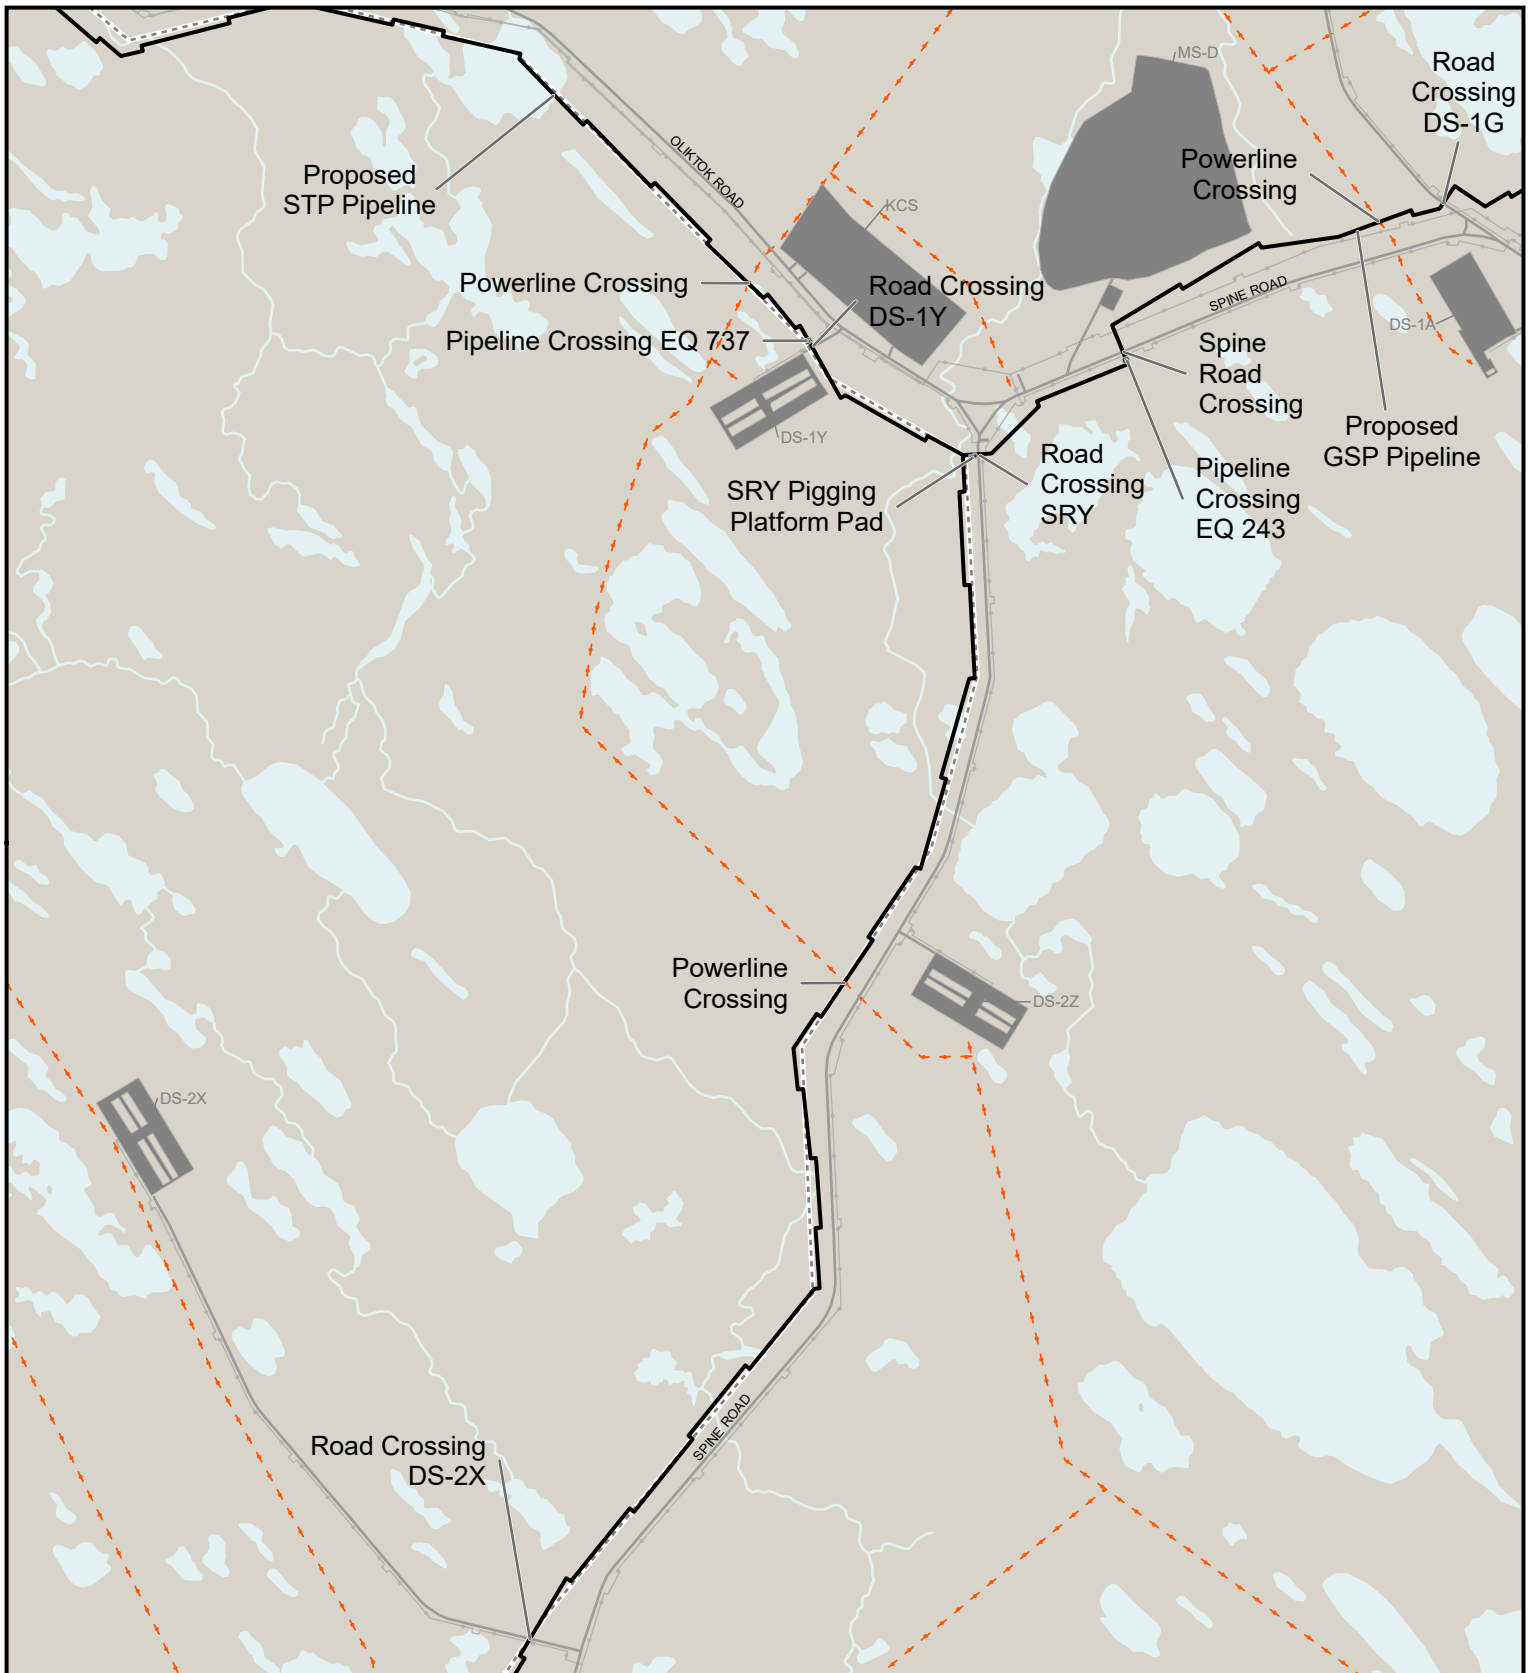 MS-D
Road
Crossing
DS-1G
Powerline
Crossing
OLIKTOK ROAD
Proposed
STP Pipeline
KCS
Powerline Crossing
Road Crossing
DS-1Y
SPINE ROAD
DS-1A
Pipeline Crossing EQ 737
Spine
Road
Crossing
DS-1Y
Proposed
GSP Pipeline
SRY Pigging
Platform Pad
Road
Crossing
SRY
Pipeline
Crossing
EQ 243
Powerline
Crossing
DS-2Z
DS-2X
SPINE ROAD
Road Crossing
DS-2X